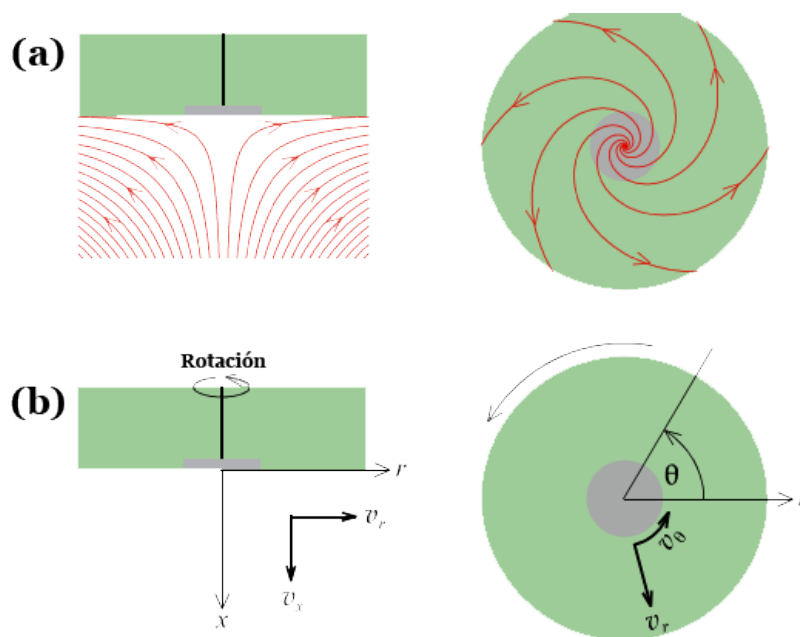 (a)
Rotación
(b)
r
θ
v_r
v_θ
v_x
v_r
x